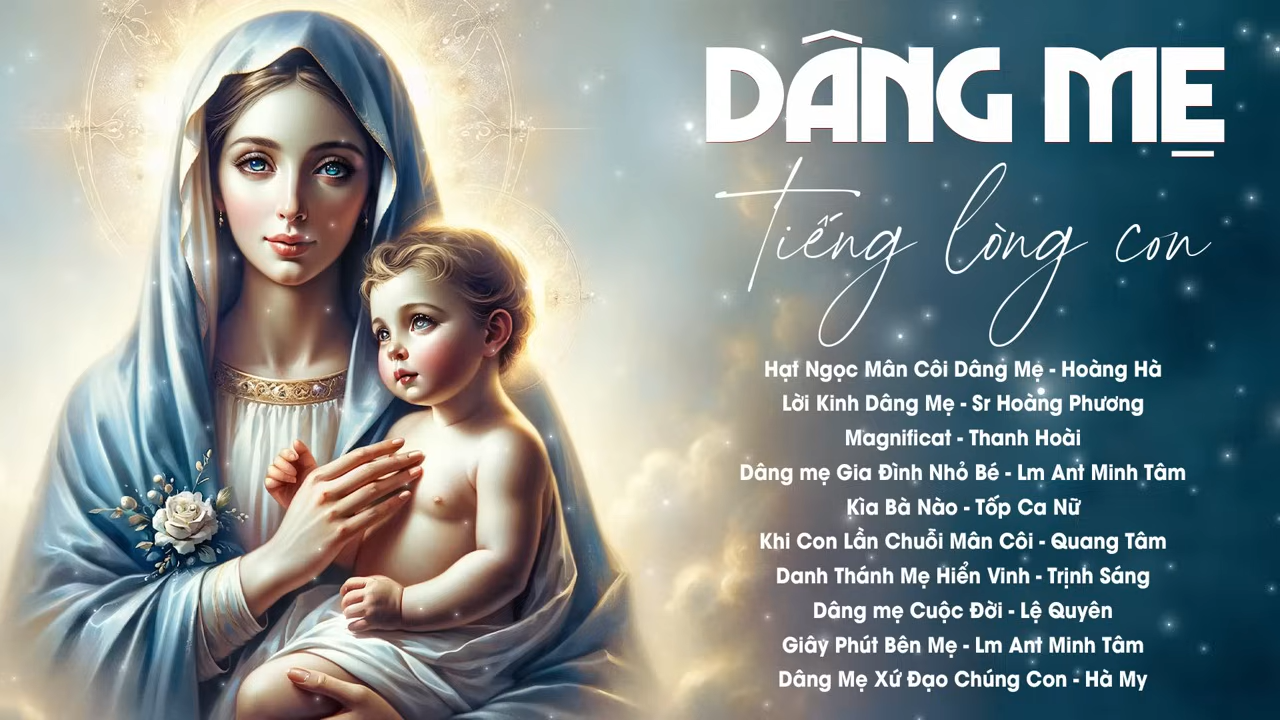 DÂNG MẸ
Tiếng lòng con
Hạt Ngọc Mân Côi Dâng Mẹ - Hoàng Hà
Lời Kinh Dâng Mẹ - Sr Hoàng Phương
Magnificat - Thanh Hoài
Dâng mẹ Gia Đình Nhỏ Bé - Lm Ant Minh Tâm
Kìa Bà Nào - Tốp Ca Nữ
Khi Con Lần Chuỗi Mân Côi - Quang Tâm
Danh Thánh Mẹ Hiển Vinh - Trịnh Sáng
Dâng mẹ Cuộc Đời - Lệ Quyên
Giây Phút Bên Mẹ - Lm Ant Minh Tâm
Dâng Mẹ Xứ Đạo Chúng Con - Hà My